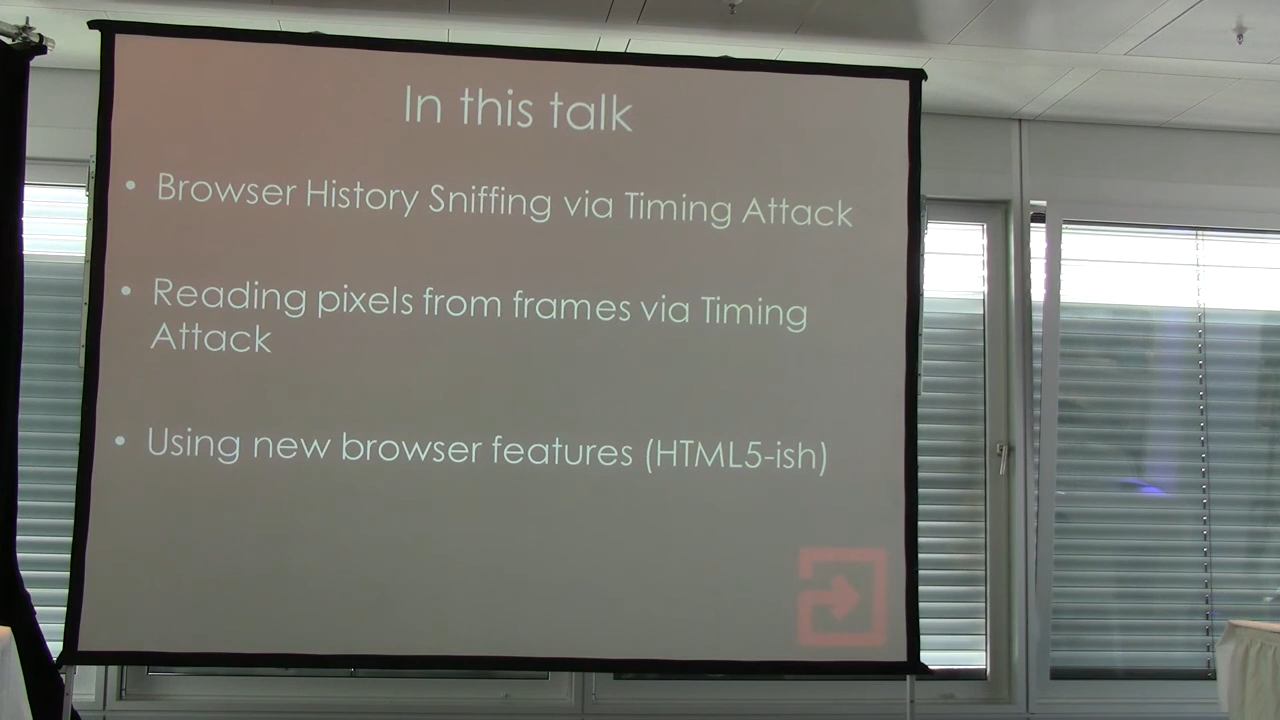 In this talk
• Browser History Sniffing via Timing Attack
• Reading pixels from frames via Timing
Attack
• Using new browser features (HTML5-ish)